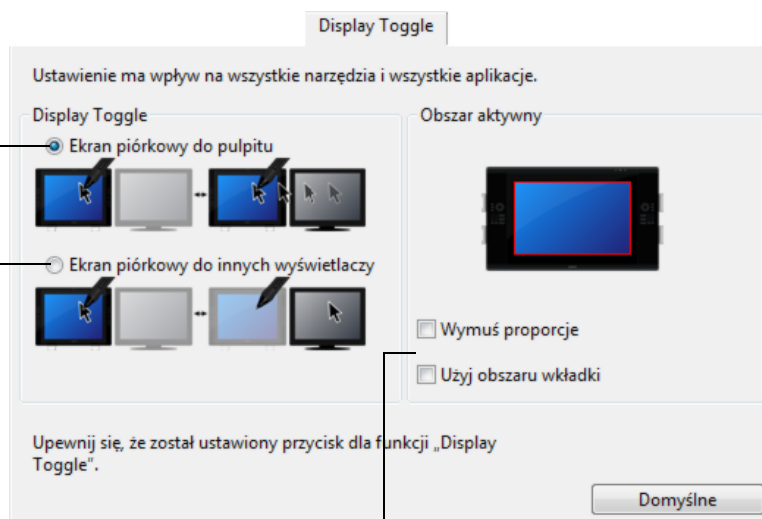 Display Toggle
Ustawienie ma wpływ na wszystkie narzędzia i wszystkie aplikacje.
Display Toggle
Ekran piórkowy do pulpitu
Ekran piórkowy do innych wyświetlaczy
Obszar aktywny
Wymuś proporcje
Użyj obszaru wkładki
Upewnij się, że został ustawiony przycisk dla funkcji „Display
Toggle”.
Domyślne